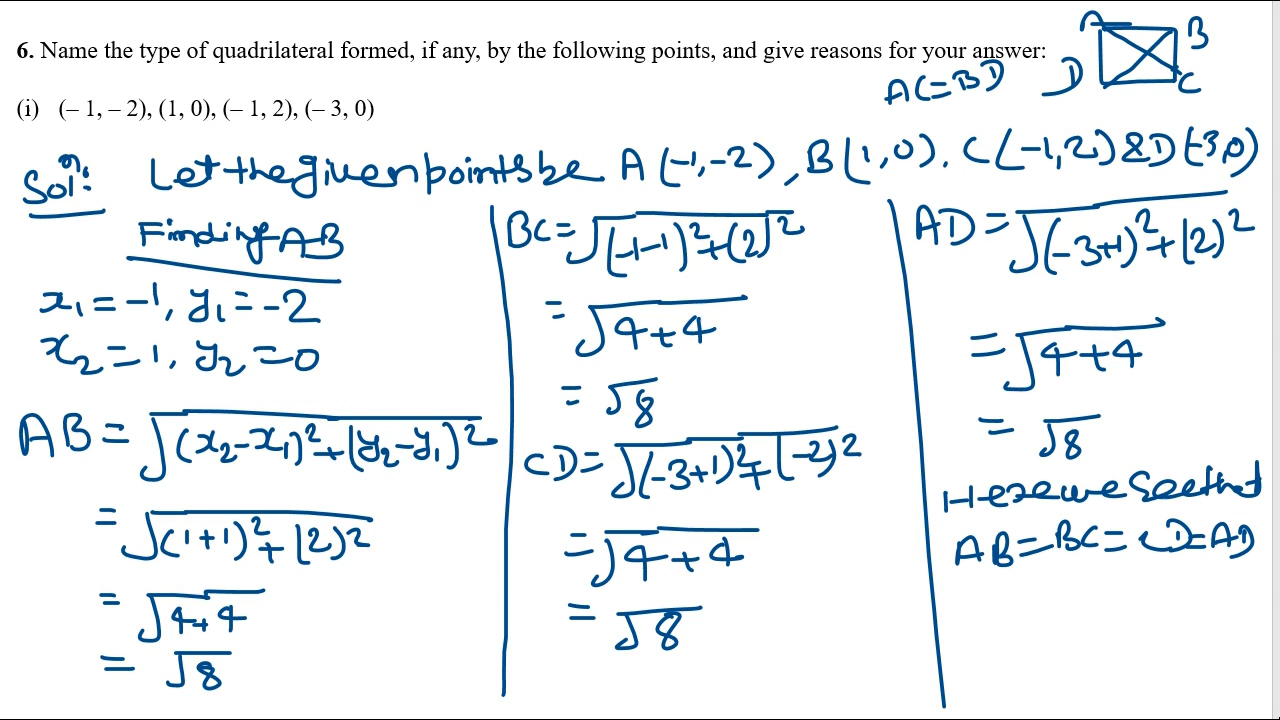 6. Name the type of quadrilateral formed, if any, by the following points, and give reasons for your answer:
A B
D C
AC=BD
(i) (– 1, – 2), (1, 0), (– 1, 2), (– 3, 0)
Solⁿ: Let the given points be A(-1,-2), B(1,0), C(-1,2) & D(-3,0)
Finding AB
x₁=-1, y₁=-2
x₂=1, y₂=0
AB=√(x₂-x₁)²+(y₂-y₁)²
=√(1+1)²+(2)²
=√4+4
=√8
BC=√(-1-1)²+(2)²
=√4+4
=√8
CD=√(-3+1)²+(-2)²
=√4+4
=√8
AD=√(-3+1)²+(2)²
=√4+4
=√8
Here we see that
AB=BC=CD=AD